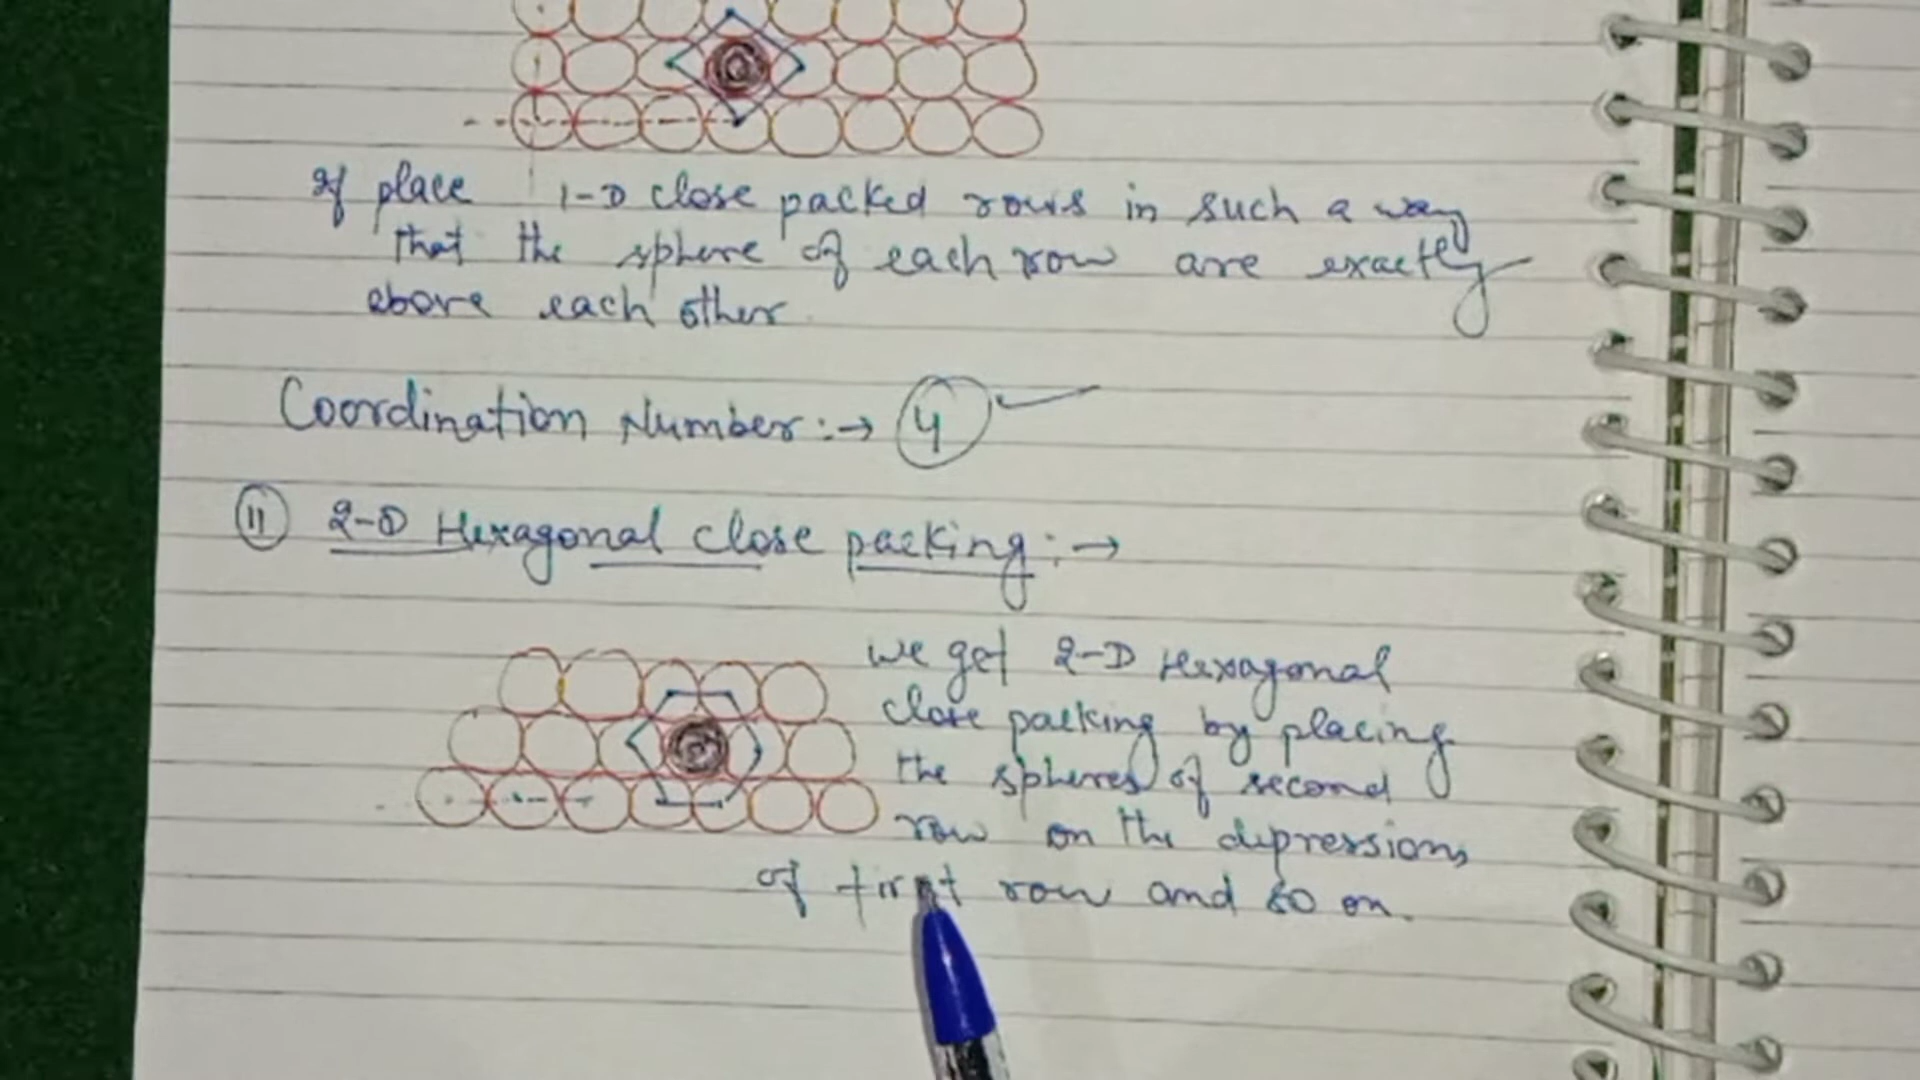 If place 1-D close packed rows in such a way
that the sphere of each row are exactly
above each other.
Coordination Number :→ 4
(II) 2-D Hexagonal close packing :→
We get 2-D Hexagonal
close packing by placing
the spheres of second
row on the depressions
of first row and so on.